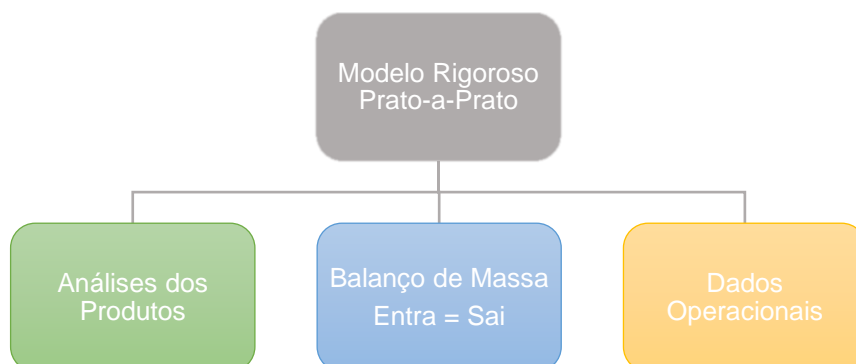 Modelo Rigoroso
Prato-a-Prato
Análises dos
Produtos
Balanço de Massa
Entra = Sai
Dados
Operacionais